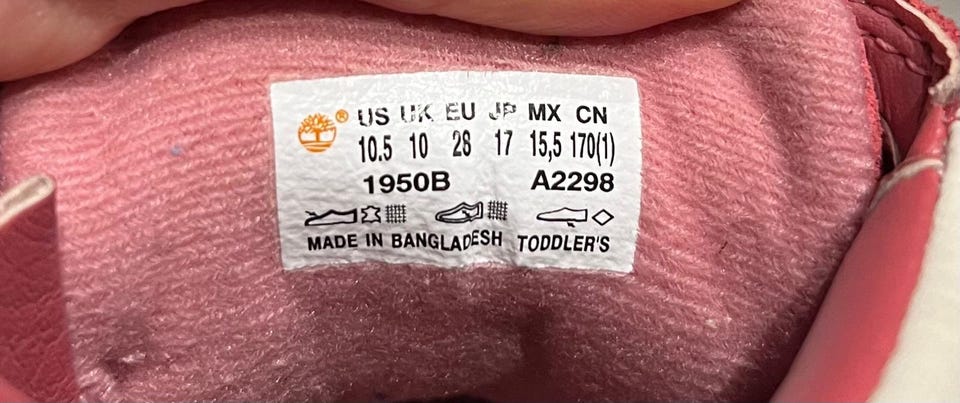 ® US UK EU JP MX CN
10.5 10 28 17 15,5 170(1)
1950B A2298
MADE IN BANGLADESH TODDLER'S